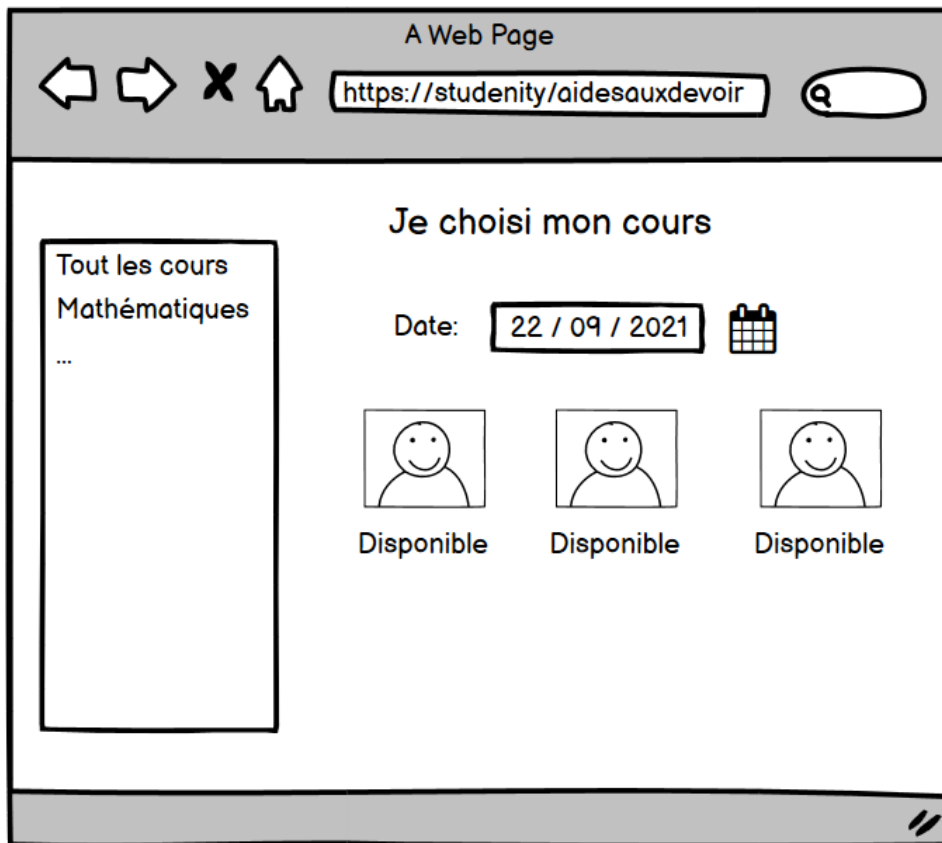 A Web Page
https://studenity/aidesauxdevoir
Je choisi mon cours
Tout les cours
Mathématiques
...
Date: 22 / 09 / 2021
Disponible Disponible Disponible